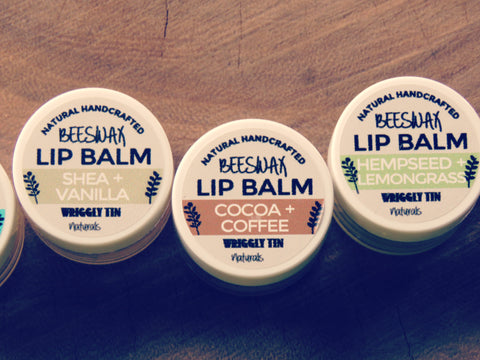 NATURAL HANDCRAFTED
BEESWAX
LIP BALM
SHEA +
VANILLA
WRIGGLY TIN
Naturals
NATURAL HANDCRAFTED
BEESWAX
LIP BALM
COCOA +
COFFEE
WRIGGLY TIN
Naturals
NATURAL HANDCRAFTED
BEESWAX
LIP BALM
HEMPSEED +
LEMONGRASS
WRIGGLY TIN
Naturals